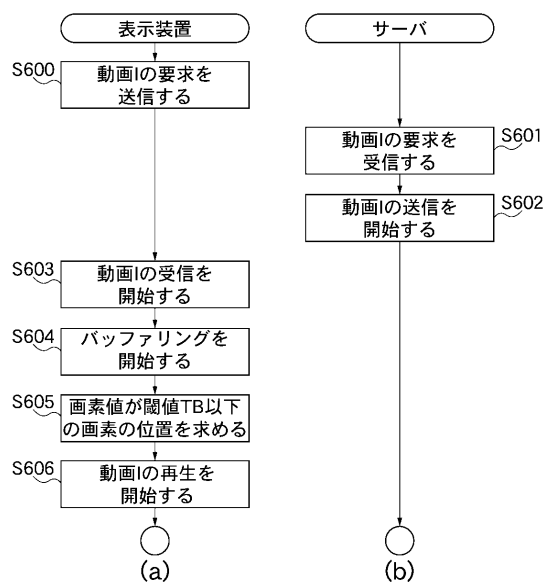 表示装置
サーバ
S600
動画Iの要求を
送信する
S601
動画Iの要求を
受信する
S602
動画Iの送信を
開始する
S603
動画Iの受信を
開始する
S604
バッファリングを
開始する
S605
画素値が閾値TB以下
の画素の位置を求める
S606
動画Iの再生を
開始する
(a)
(b)